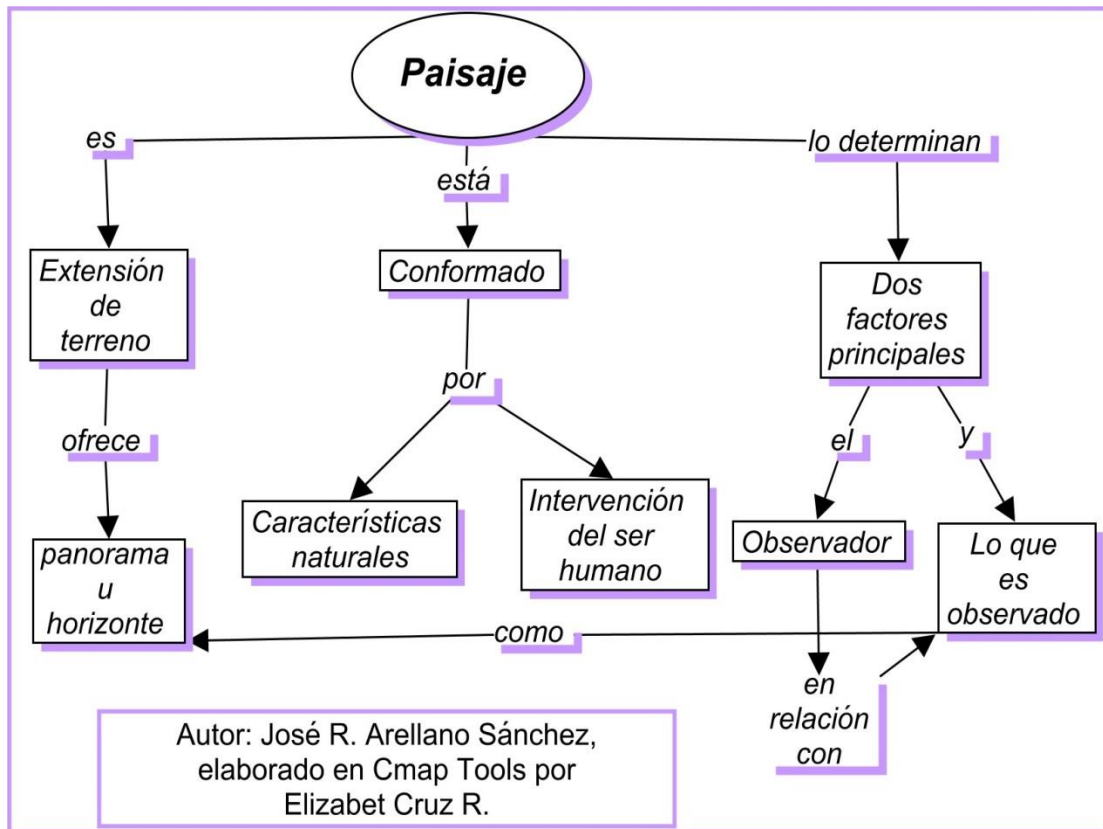 Paisaje
es
está
lo determinan
Extensión
de
terreno
Conformado
Dos
factores
principales
ofrece
por
el
y
panorama
u
horizonte
Características
naturales
Intervención
del ser
humano
Observador
Lo que
es
observado
como
en
relación
con
Autor: José R. Arellano Sánchez,
elaborado en Cmap Tools por
Elizabet Cruz R.